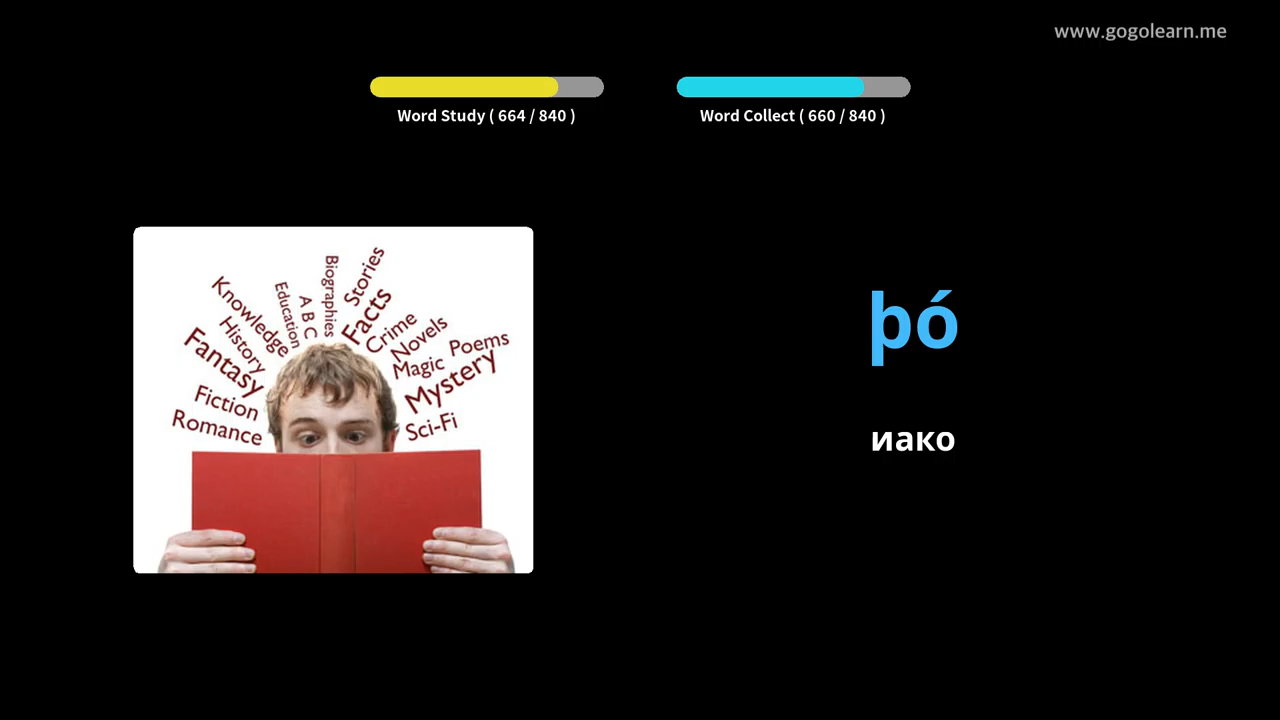 www.gogolearn.me
Word Study ( 664 / 840 )
Word Collect ( 660 / 840 )
Biographies
Stories
Education
A B C
Facts
Knowledge
Crime
History
Novels
Fantasy
Magic
Poems
Mystery
Fiction
Romance
Sci-Fi
þó
иако